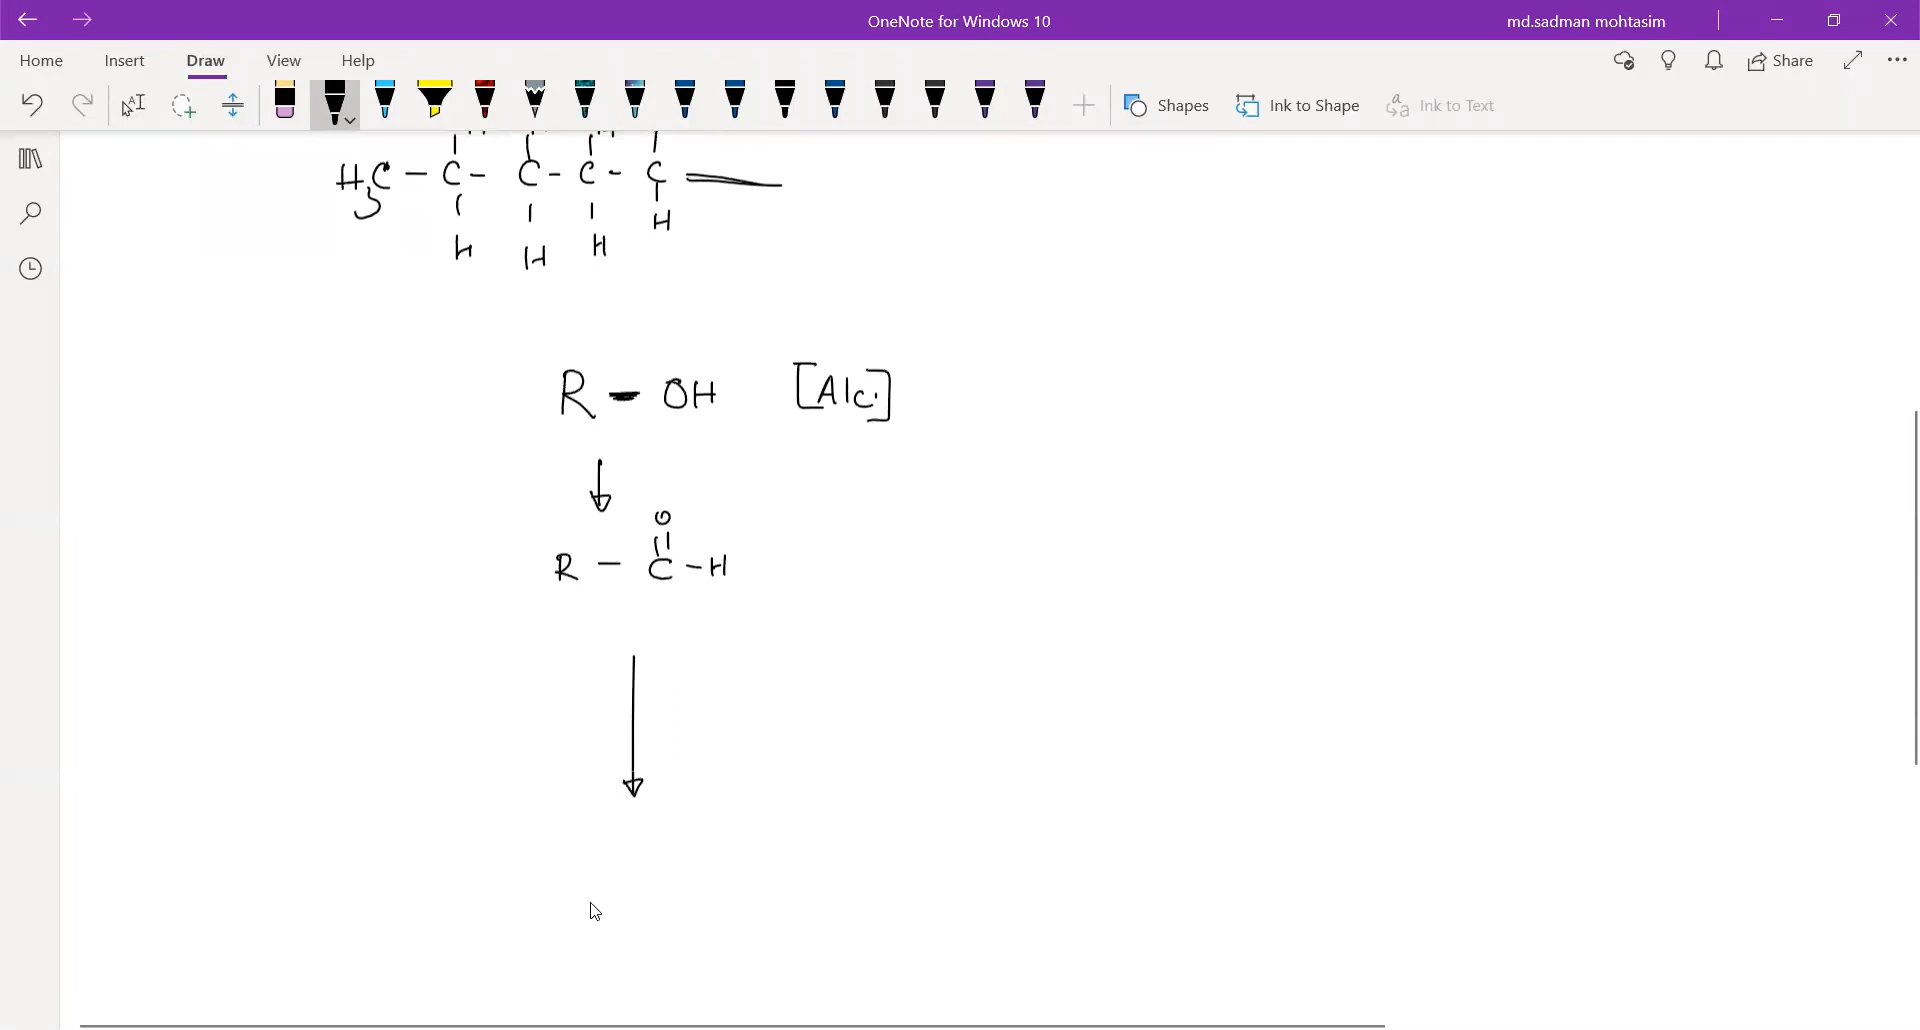 OneNote for Windows 10 md.sadman mohtasim
Home Insert Draw View Help Share
Shapes Ink to Shape Ink to Text
H₃C – C – C – C – C
H H H H
R – OH [Alc.]
O
R – C – H